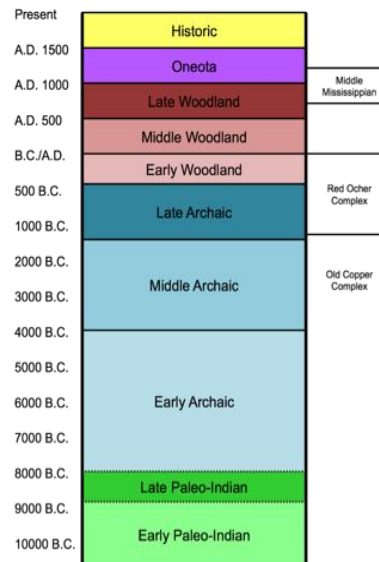 Present
A.D. 1500
A.D. 1000
A.D. 500
B.C./A.D.
500 B.C.
1000 B.C.
2000 B.C.
3000 B.C.
4000 B.C.
5000 B.C.
6000 B.C.
7000 B.C.
8000 B.C.
9000 B.C.
10000 B.C.
Historic
Oneota
Late Woodland
Middle Woodland
Early Woodland
Late Archaic
Middle Archaic
Early Archaic
Late Paleo-Indian
Early Paleo-Indian
Middle
Mississippian
Red Ocher
Complex
Old Copper
Complex